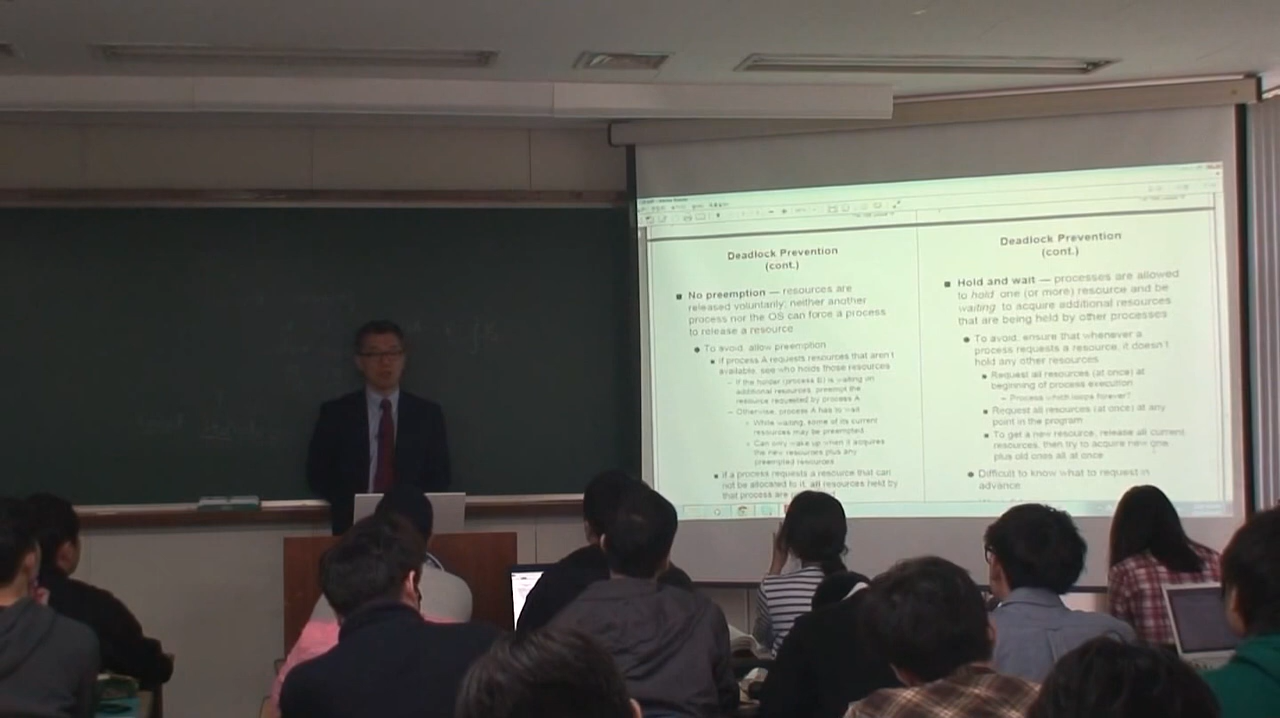 Deadlock Prevention
(cont.)
■ No preemption — resources are
released voluntarily; neither another
process nor the OS can force a process
to release a resource
● To avoid, allow preemption
■ If process A requests resources that aren't
available, see who holds those resources
– If the holder (process B) is waiting on
additional resources, preempt the
resource requested by process A
– Otherwise, process A has to wait
While waiting, some of its current
resources may be preempted
Can only wake up when it acquires
the new resources plus any
preempted resources
■ If a process requests a resource that can
not be allocated to it, all resources held by
that process are
Deadlock Prevention
(cont.)
■ Hold and wait — processes are allowed
to hold one (or more) resource and be
waiting to acquire additional resources
that are being held by other processes
● To avoid, ensure that whenever a
process requests a resource, it doesn't
hold any other resources
■ Request all resources (at once) at
beginning of process execution
– Process which loops forever?
■ Request all resources (at once) at any
point in the program
■ To get a new resource, release all current
resources, then try to acquire new one
plus old ones all at once
● Difficult to know what to request in
advance